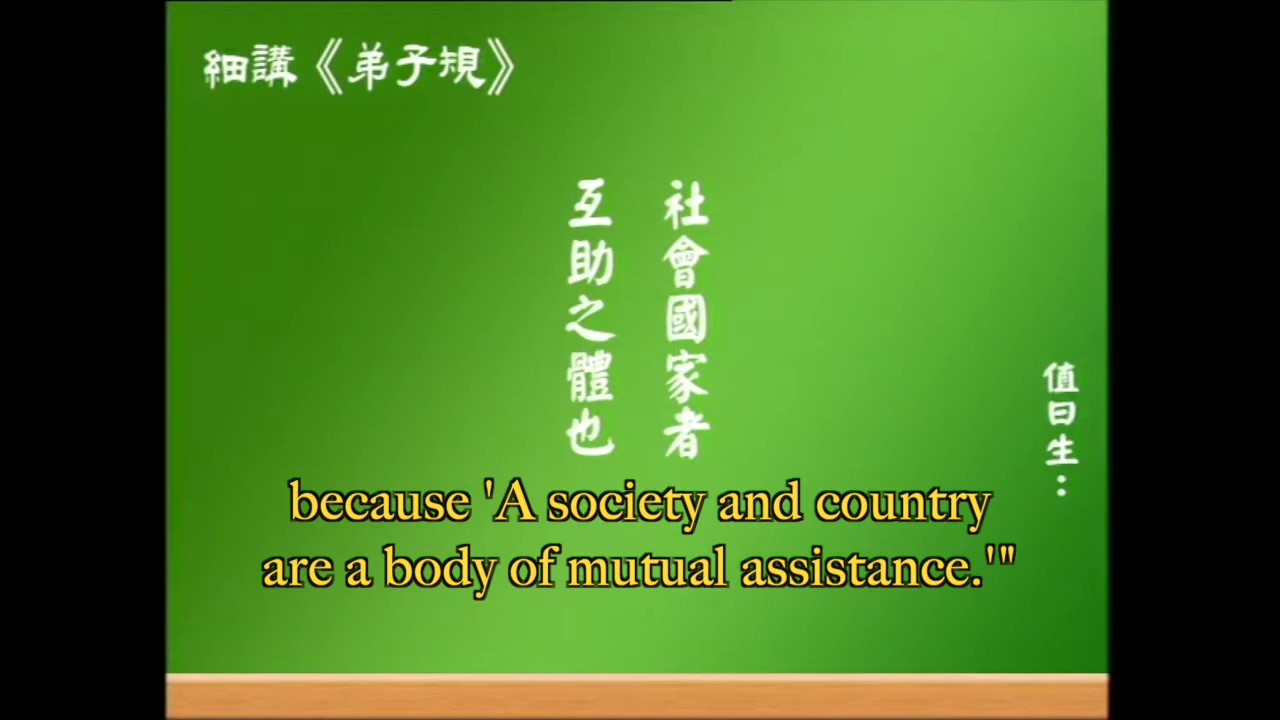 細講《弟子規》
社會國家者
互助之體也
值日生：
because 'A society and country
are a body of mutual assistance.'"